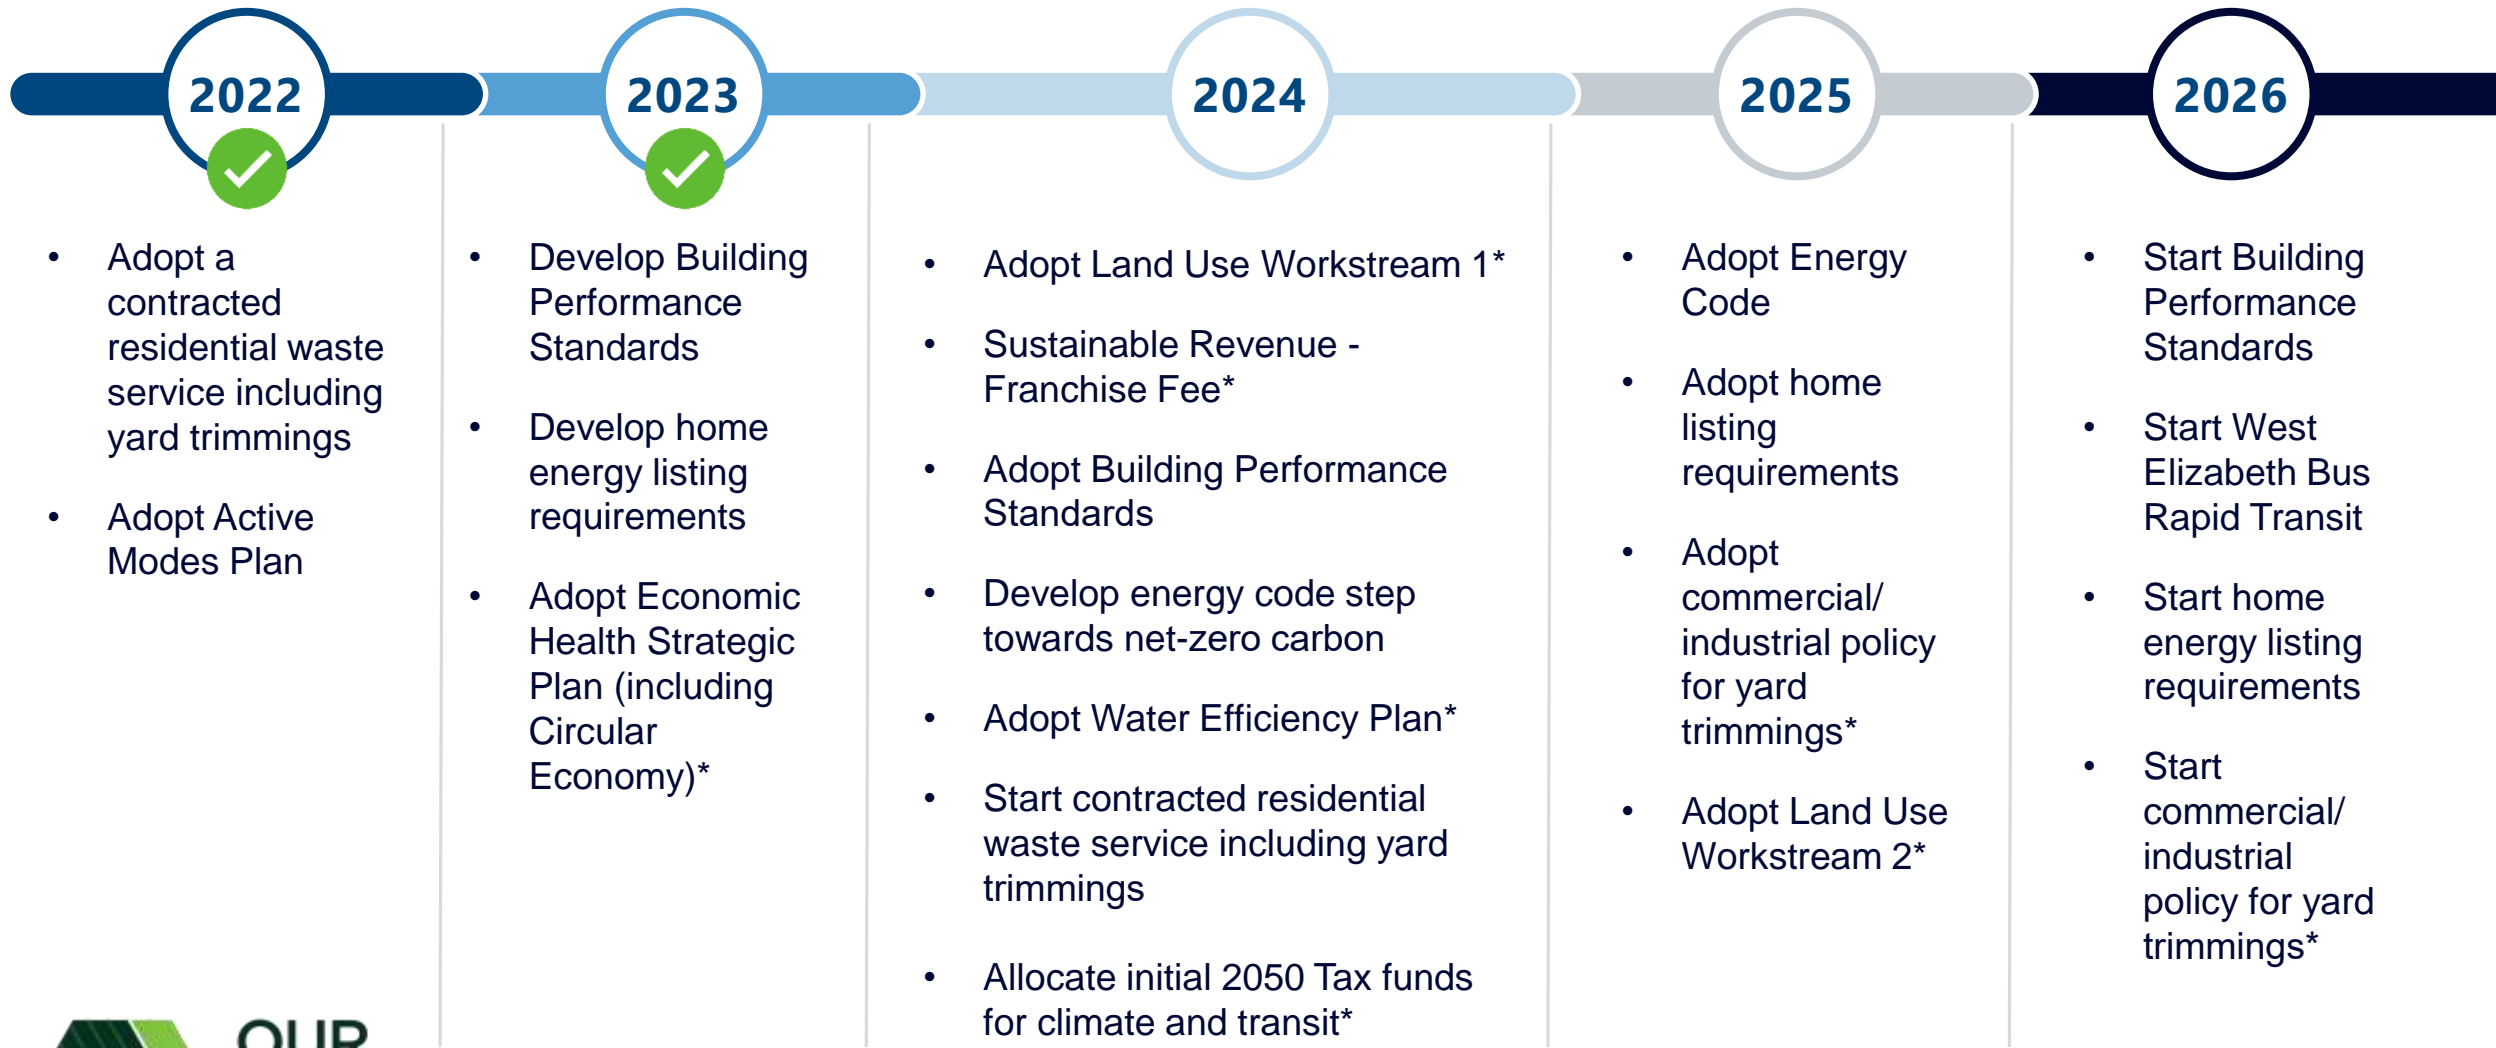 2022
2023
2024
2025
2026
• Adopt a
contracted
residential waste
service including
yard trimmings
• Adopt Active
Modes Plan
• Develop Building
Performance
Standards
• Develop home
energy listing
requirements
• Adopt Economic
Health Strategic
Plan (including
Circular
Economy)*
• Adopt Land Use Workstream 1*
• Sustainable Revenue -
Franchise Fee*
• Adopt Building Performance
Standards
• Develop energy code step
towards net-zero carbon
• Adopt Water Efficiency Plan*
• Start contracted residential
waste service including yard
trimmings
• Allocate initial 2050 Tax funds
for climate and transit*
• Adopt Energy
Code
• Adopt home
listing
requirements
• Adopt
commercial/
industrial policy
for yard
trimmings*
• Adopt Land Use
Workstream 2*
• Start Building
Performance
Standards
• Start West
Elizabeth Bus
Rapid Transit
• Start home
energy listing
requirements
• Start
commercial/
industrial
policy for yard
trimmings*
OUR